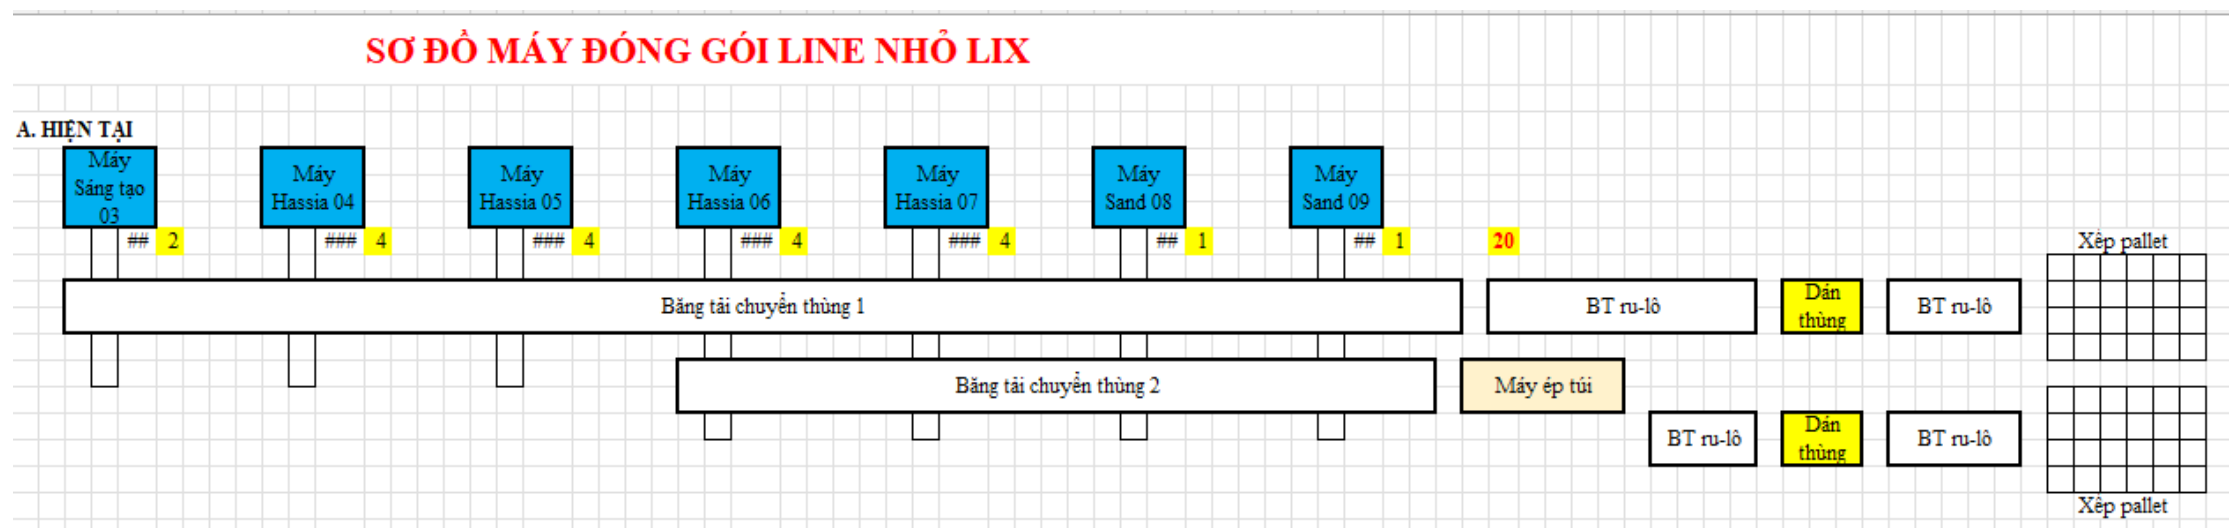 SƠ ĐỒ MÁY ĐÓNG GÓI LINE NHỎ LIX
A. HIỆN TẠI
Máy
Sáng tạo
03
Máy
Hassia 04
Máy
Hassia 05
Máy
Hassia 06
Máy
Hassia 07
Máy
Sand 08
Máy
Sand 09
## 2
### 4
### 4
### 4
### 4
## 1
## 1
20
Xếp pallet
Băng tải chuyển thùng 1
BT ru-lô
Dán
thùng
BT ru-lô
Băng tải chuyển thùng 2
Máy ép túi
BT ru-lô
Dán
thùng
BT ru-lô
Xếp pallet